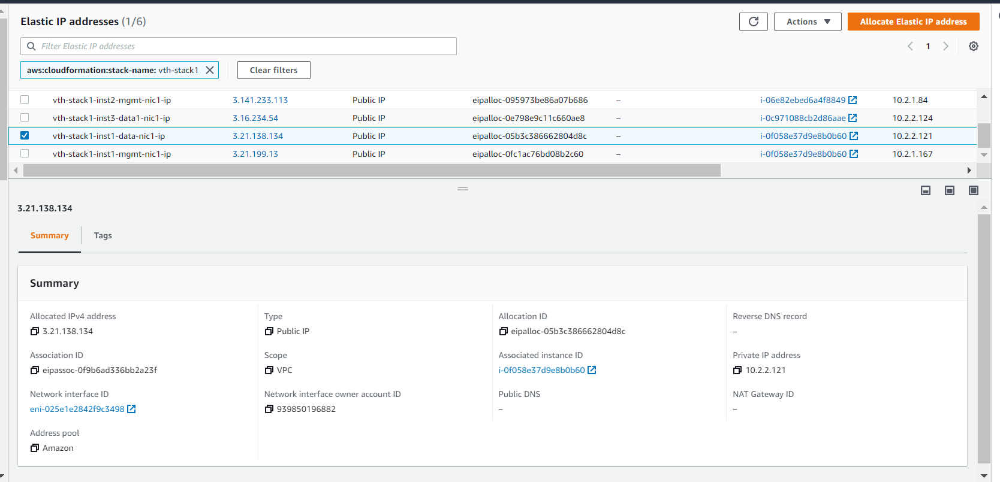 Elastic IP addresses (1/6)
Actions
Allocate Elastic IP address
Filter Elastic IP addresses
1
aws:cloudformation:stack-name: vth-stack1
Clear filters
vth-stack1-inst2-mgmt-nic1-ip 3.141.233.113 Public IP eipalloc-095973be86a07b686 – i-06e82ebed6a4f8849 10.2.1.84
vth-stack1-inst3-data1-nic1-ip 3.16.234.54 Public IP eipalloc-0e798e9c11c660ae8 – i-0c971088cb2d86aae 10.2.2.124
vth-stack1-inst1-data-nic1-ip 3.21.138.134 Public IP eipalloc-05b3c386662804d8c – i-0f058e37d9e8b0b60 10.2.2.121
vth-stack1-inst1-mgmt-nic1-ip 3.21.199.13 Public IP eipalloc-0fc1ac76bd08b2c60 – i-0f058e37d9e8b0b60 10.2.1.167
3.21.138.134
Summary Tags
Summary
Allocated IPv4 address Type Allocation ID Reverse DNS record
3.21.138.134 Public IP eipalloc-05b3c386662804d8c –
Association ID Scope Associated instance ID Private IP address
eipassoc-0f9b6ad336bb2a23f VPC i-0f058e37d9e8b0b60 10.2.2.121
Network interface ID Network interface owner account ID Public DNS NAT Gateway ID
eni-025e1e2842f9c3498 939850196882 – –
Address pool
Amazon